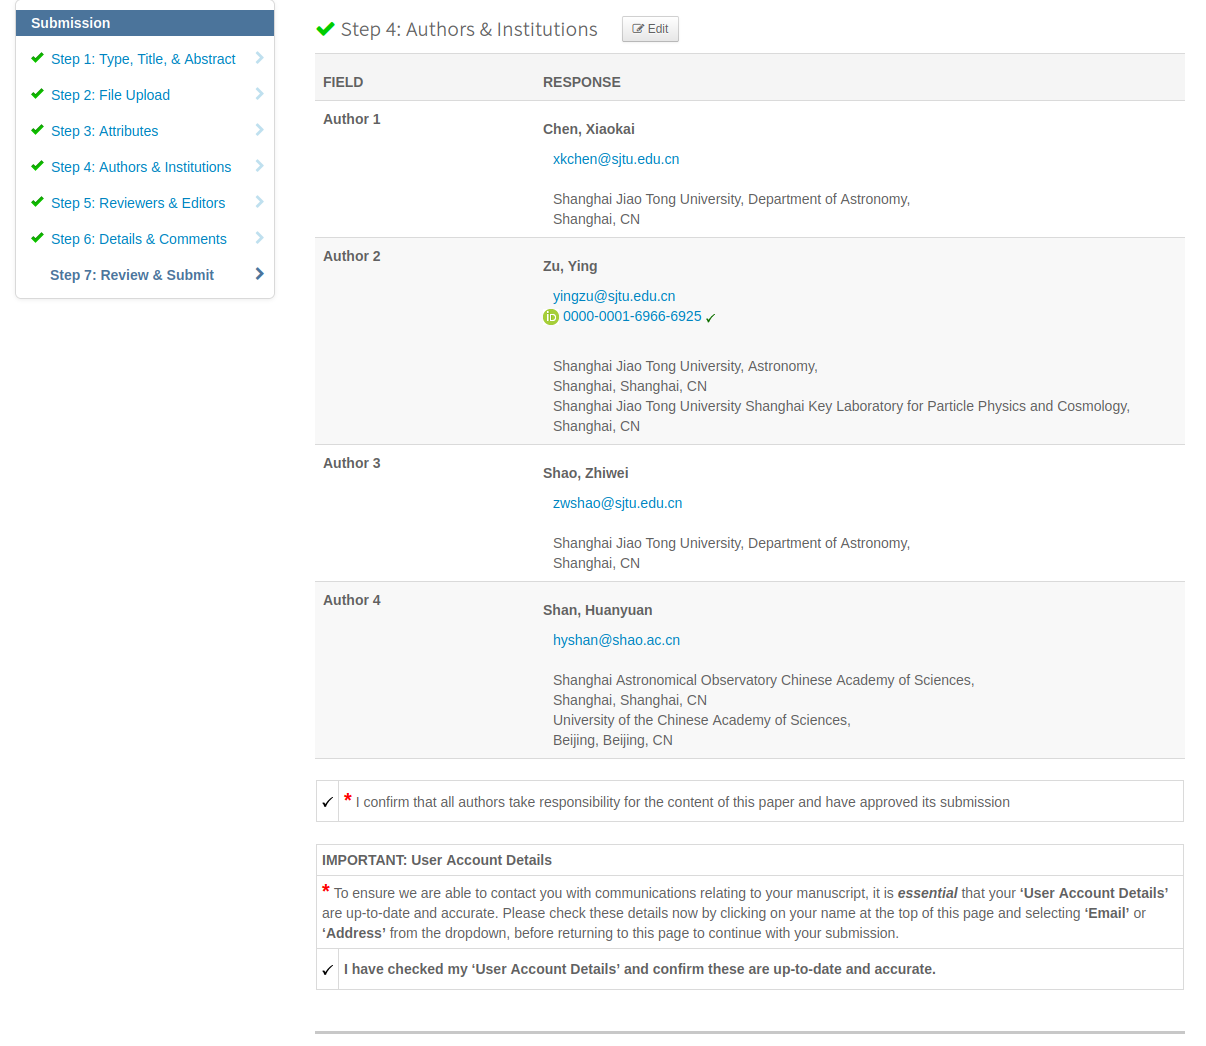 Submission
Step 1: Type, Title, & Abstract
Step 2: File Upload
Step 3: Attributes
Step 4: Authors & Institutions
Step 5: Reviewers & Editors
Step 6: Details & Comments
Step 7: Review & Submit
Step 4: Authors & Institutions
Edit
FIELD RESPONSE
Author 1
Chen, Xiaokai
xkchen@sjtu.edu.cn
Shanghai Jiao Tong University, Department of Astronomy,
Shanghai, CN
Author 2
Zu, Ying
yingzu@sjtu.edu.cn
iD 0000-0001-6966-6925 ✓
Shanghai Jiao Tong University, Astronomy,
Shanghai, Shanghai, CN
Shanghai Jiao Tong University Shanghai Key Laboratory for Particle Physics and Cosmology,
Shanghai, CN
Author 3
Shao, Zhiwei
zwshao@sjtu.edu.cn
Shanghai Jiao Tong University, Department of Astronomy,
Shanghai, CN
Author 4
Shan, Huanyuan
hyshan@shao.ac.cn
Shanghai Astronomical Observatory Chinese Academy of Sciences,
Shanghai, Shanghai, CN
University of the Chinese Academy of Sciences,
Beijing, Beijing, CN
✓ * I confirm that all authors take responsibility for the content of this paper and have approved its submission
IMPORTANT: User Account Details
* To ensure we are able to contact you with communications relating to your manuscript, it is essential that your ‘User Account Details’
are up-to-date and accurate. Please check these details now by clicking on your name at the top of this page and selecting ‘Email’ or
‘Address’ from the dropdown, before returning to this page to continue with your submission.
✓ I have checked my ‘User Account Details’ and confirm these are up-to-date and accurate.